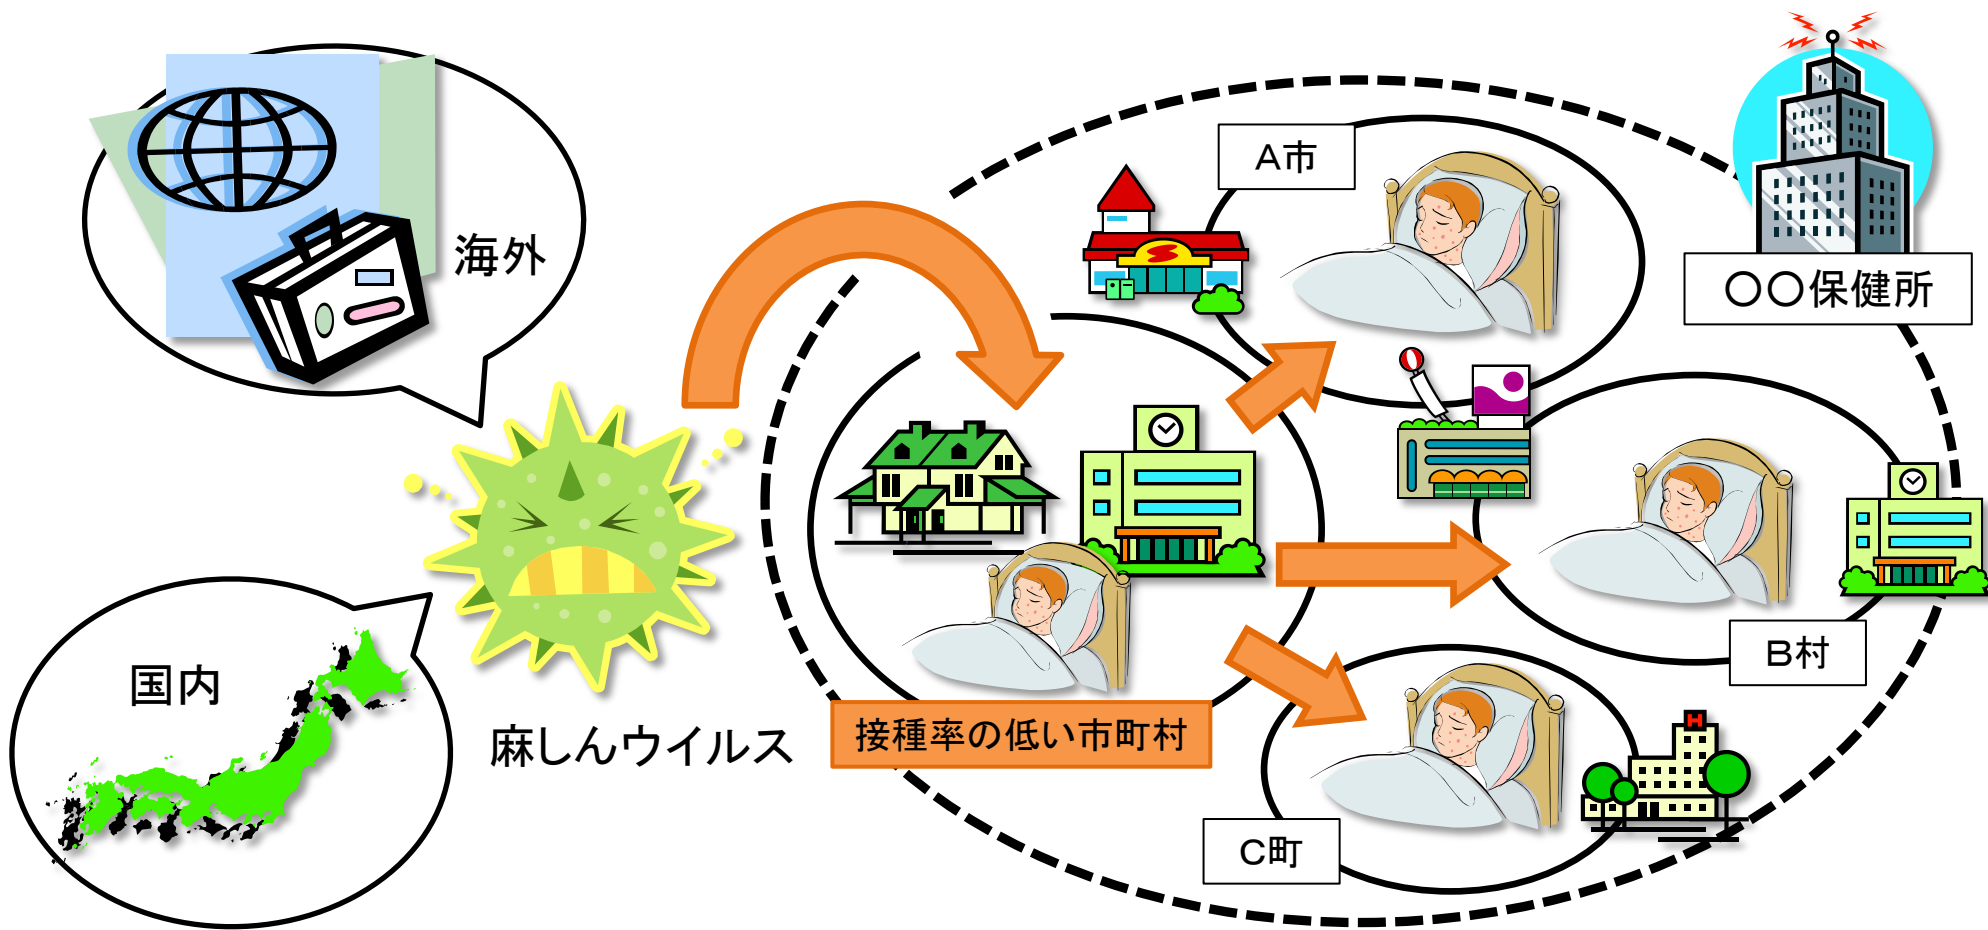 海外
国内
麻しんウイルス
接種率の低い市町村
A市
B村
C町
〇〇保健所
H